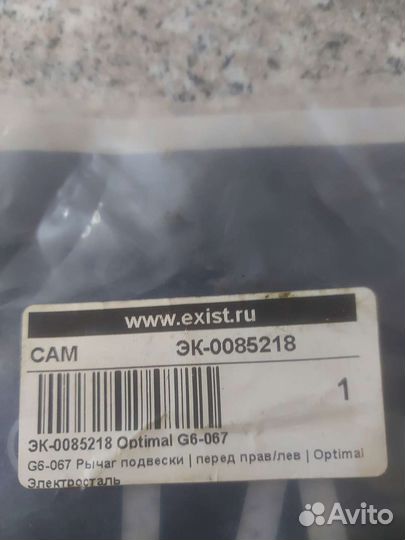 www.exist.ru
САМ ЭК-0085218
1
ЭК-0085218 Optimal G6-067
G6-067 Рычаг подвески | перед прав/лев | Optimal
Электросталь
Avito